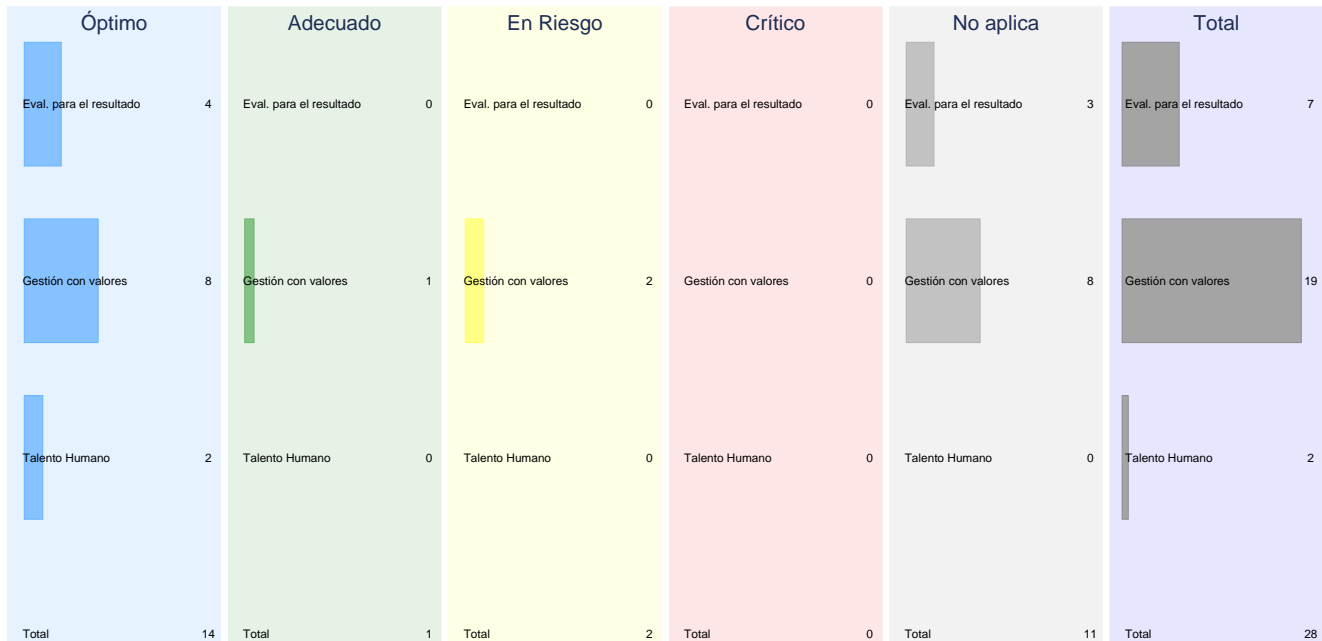 Óptimo Adecuado En Riesgo Crítico No aplica Total
Eval. para el resultado 4 Eval. para el resultado 0 Eval. para el resultado 0 Eval. para el resultado 0 Eval. para el resultado 3 Eval. para el resultado 7
Gestión con valores 8 Gestión con valores 1 Gestión con valores 2 Gestión con valores 0 Gestión con valores 8 Gestión con valores 19
Talento Humano 2 Talento Humano 0 Talento Humano 0 Talento Humano 0 Talento Humano 0 Talento Humano 2
Total 14 Total 1 Total 2 Total 0 Total 11 Total 28